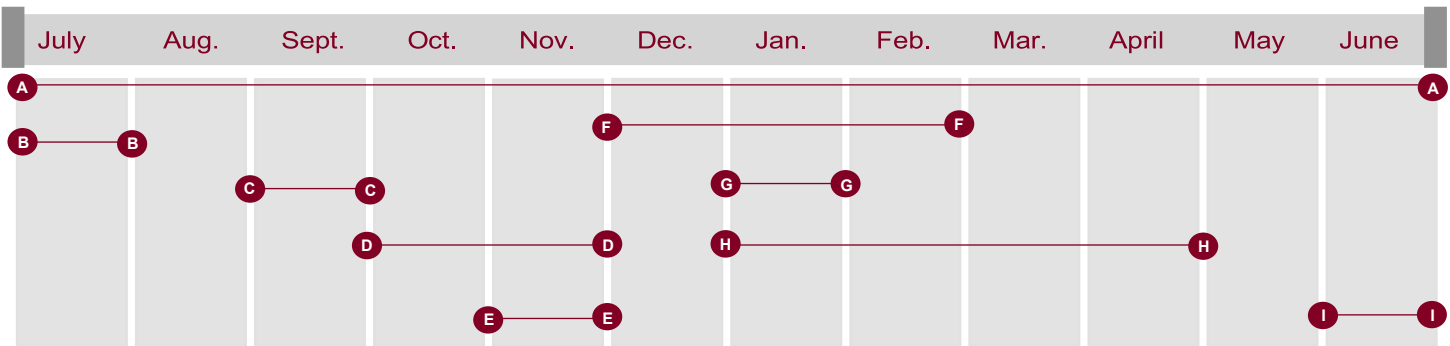 July Aug. Sept. Oct. Nov. Dec. Jan. Feb. Mar. April May June
A A
F F
B B
C C
G G
D D
H H
E E
I I